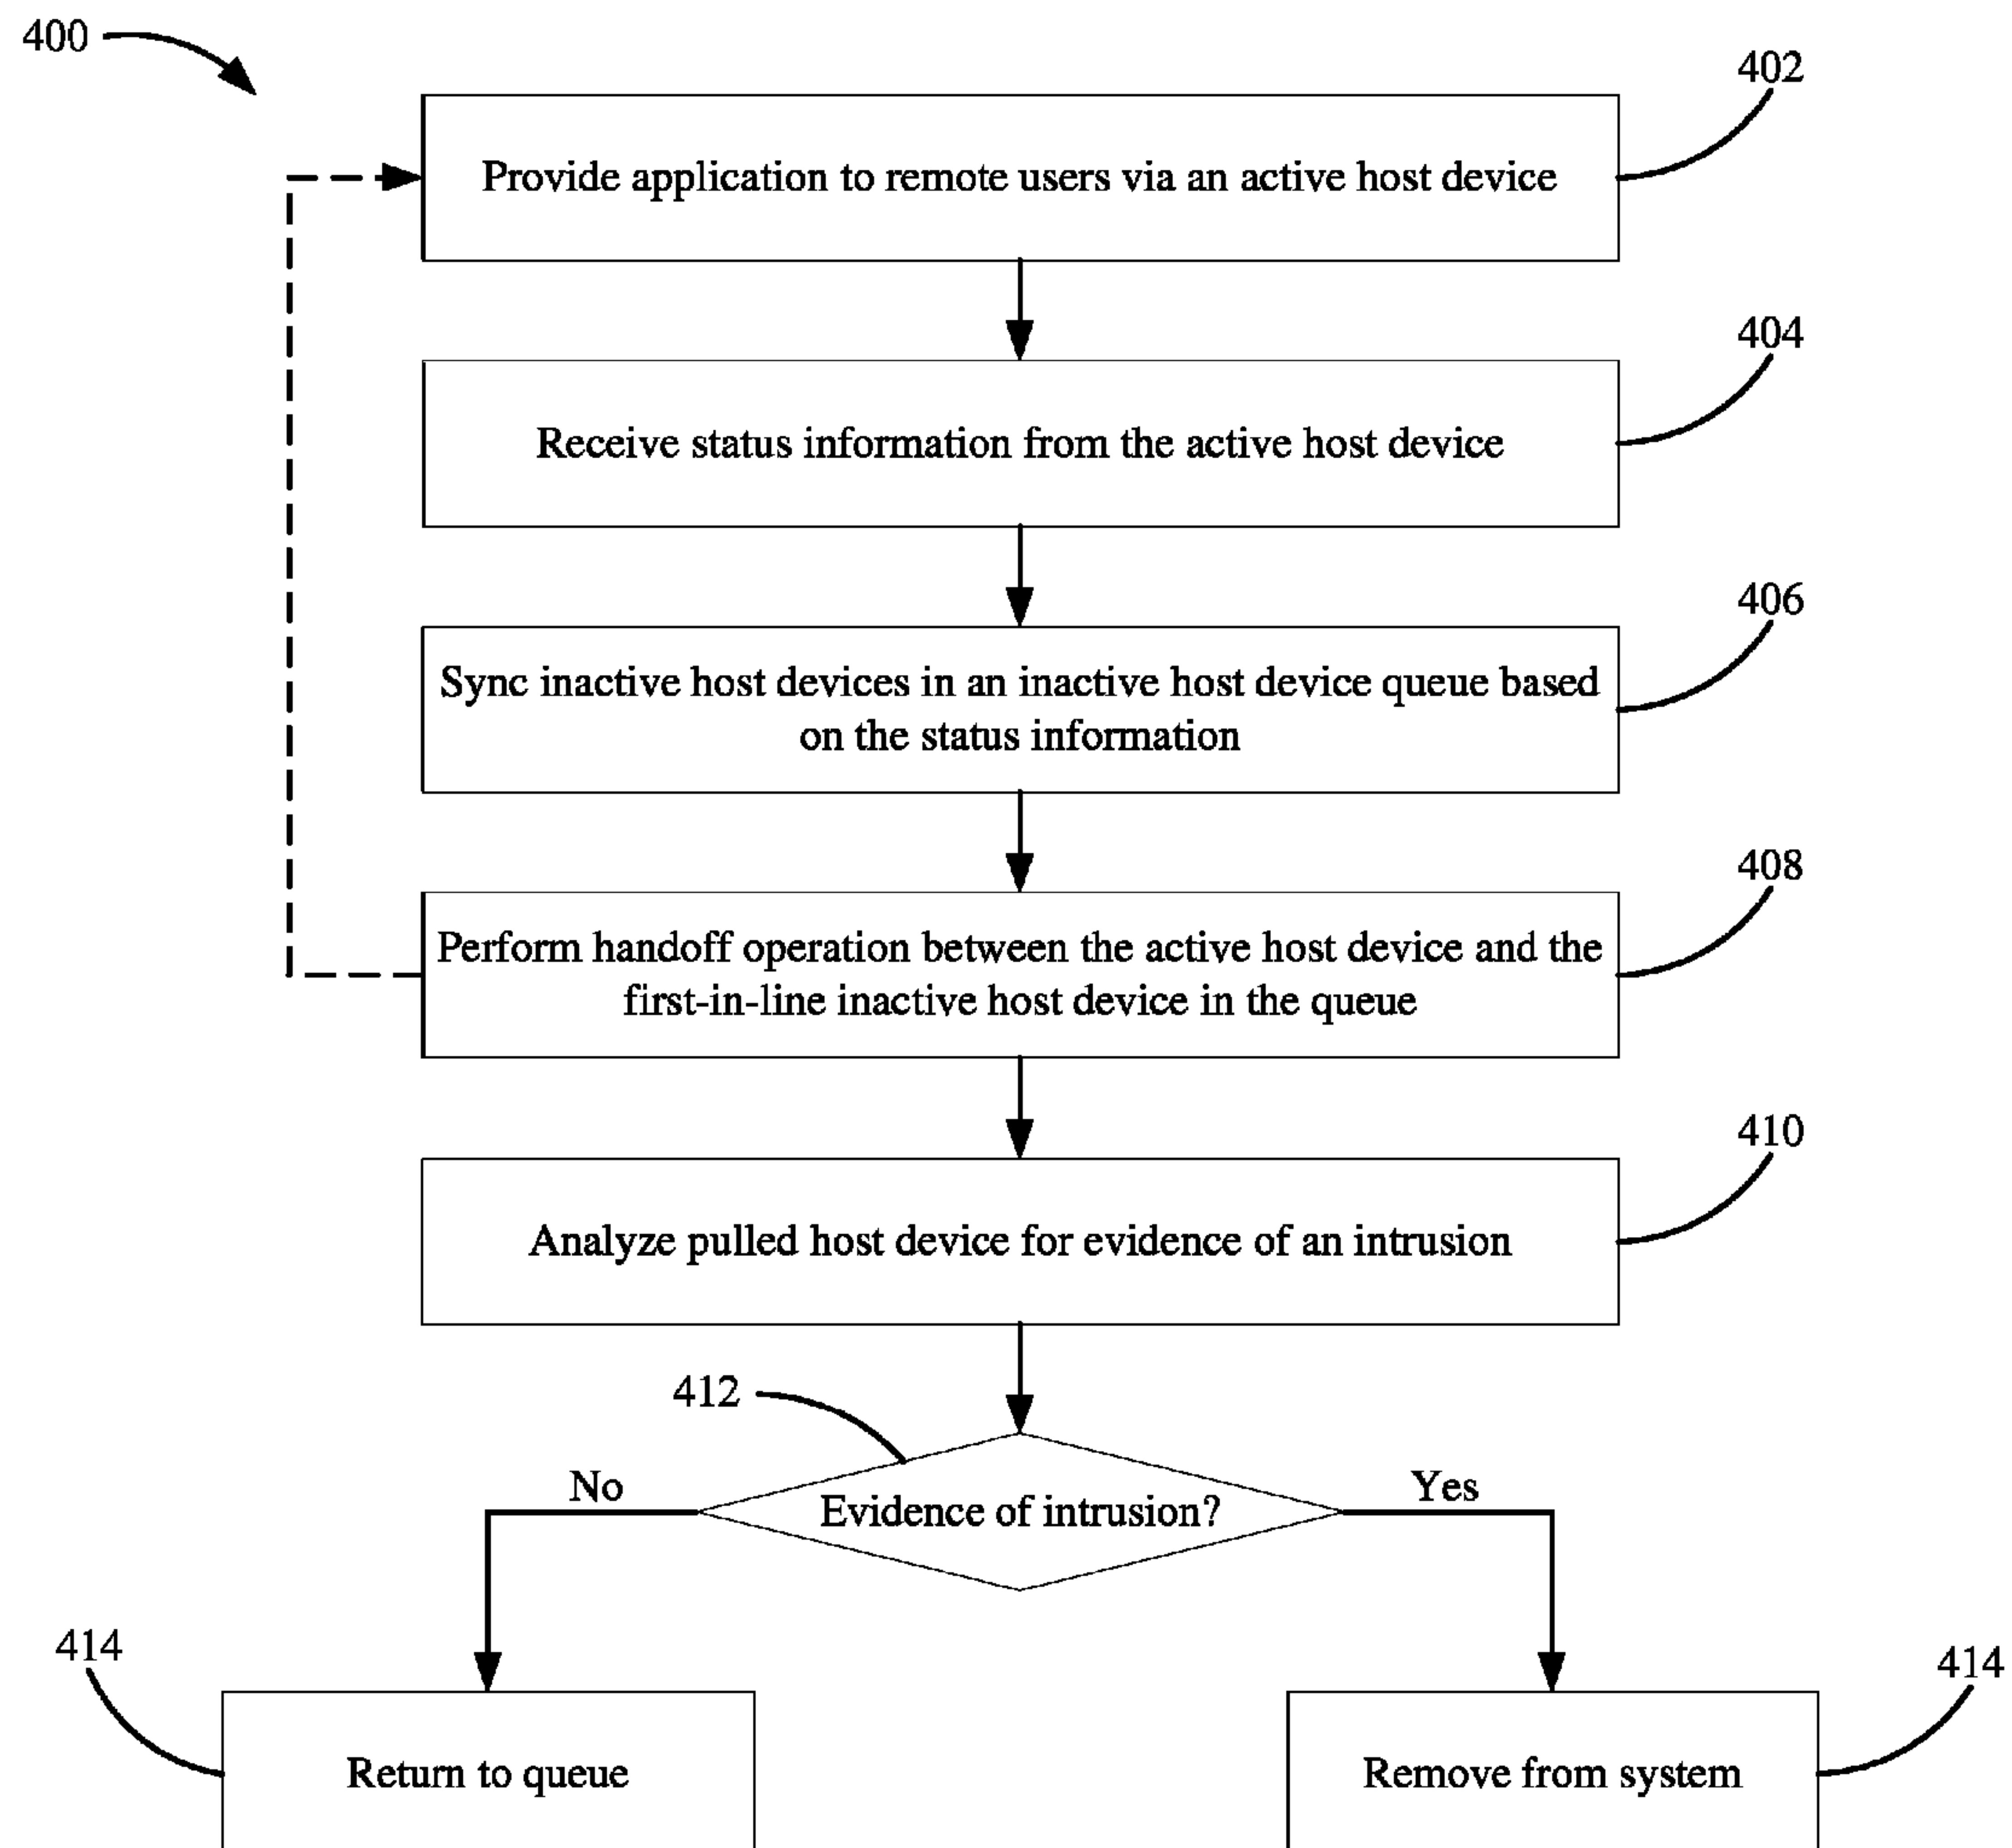 400
402
Provide application to remote users via an active host device
404
Receive status information from the active host device
406
Sync inactive host devices in an inactive host device queue based
on the status information
408
Perform handoff operation between the active host device and the
first-in-line inactive host device in the queue
410
Analyze pulled host device for evidence of an intrusion
412
No
Evidence of intrusion?
Yes
414
Return to queue
414
Remove from system